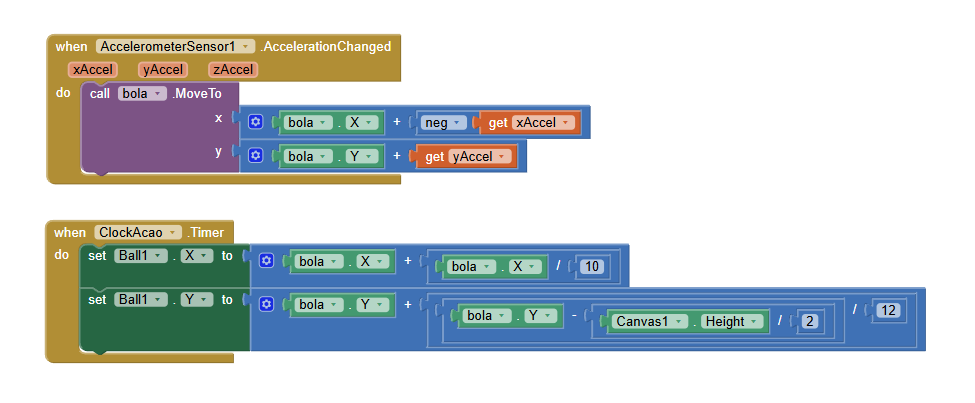 when AccelerometerSensor1 .AccelerationChanged
xAccel yAccel zAccel
do call bola .MoveTo
x bola . X + neg get xAccel
y bola . Y + get yAccel
when ClockAcao .Timer
do set Ball1 . X to bola . X + bola . X / 10
set Ball1 . Y to bola . Y + bola . Y - Canvas1 . Height / 2 / 12